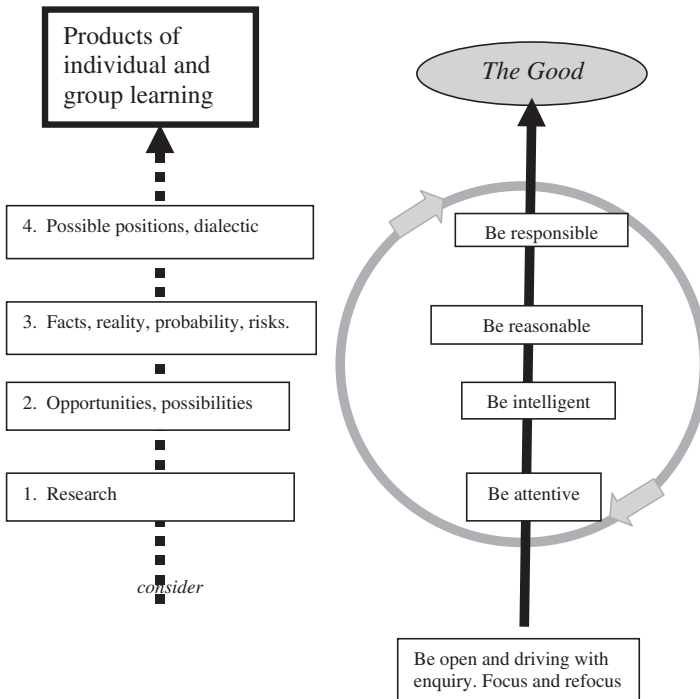 Products of
individual and
group learning
4. Possible positions, dialectic
3. Facts, reality, probability, risks.
2. Opportunities, possibilities
1. Research
consider
The Good
Be responsible
Be reasonable
Be intelligent
Be attentive
Be open and driving with
enquiry. Focus and refocus